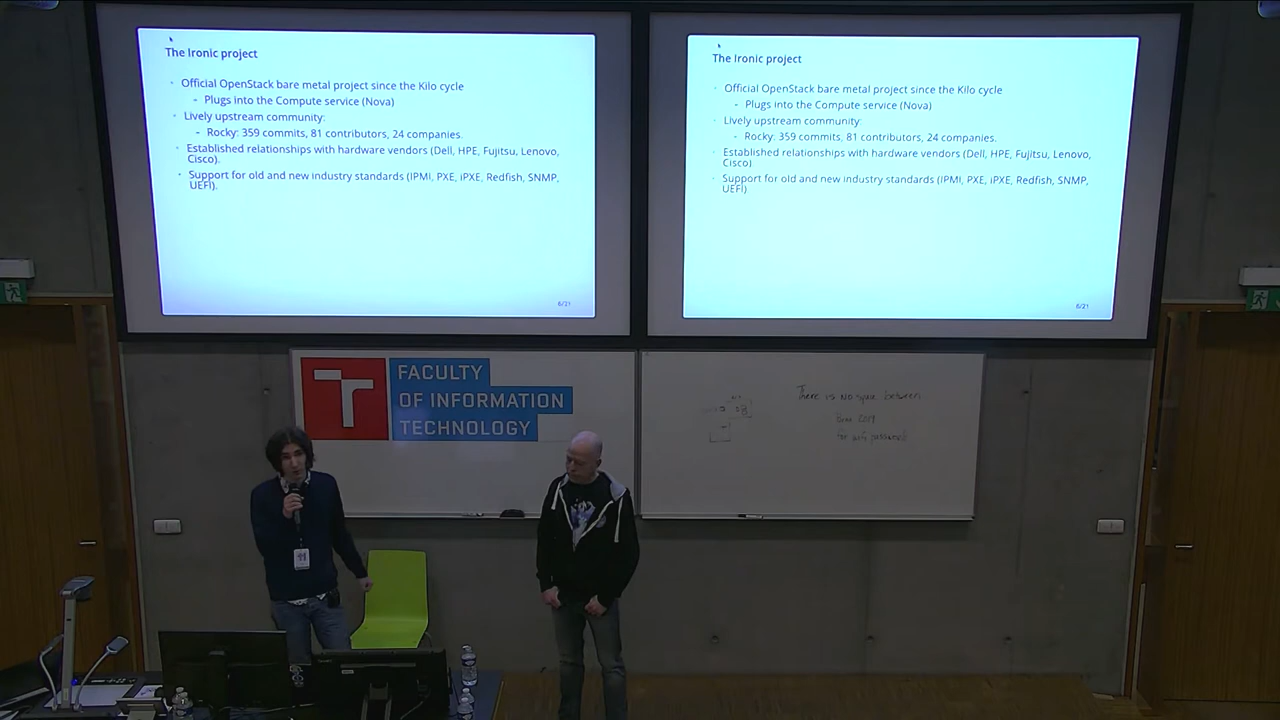 The Ironic project
Official OpenStack bare metal project since the Kilo cycle
- Plugs into the Compute service (Nova)
Lively upstream community:
- Rocky: 359 commits, 81 contributors, 24 companies.
Established relationships with hardware vendors (Dell, HPE, Fujitsu, Lenovo,
Cisco).
Support for old and new industry standards (IPMI, PXE, iPXE, Redfish, SNMP,
UEFI).
6/21
The Ironic project
Official OpenStack bare metal project since the Kilo cycle
- Plugs into the Compute service (Nova)
Lively upstream community:
- Rocky: 359 commits, 81 contributors, 24 companies.
Established relationships with hardware vendors (Dell, HPE, Fujitsu, Lenovo,
Cisco)
Support for old and new industry standards (IPMI, PXE, iPXE, Redfish, SNMP,
UEFI)
6/21
FACULTY
OF INFORMATION
TECHNOLOGY
There is no space between